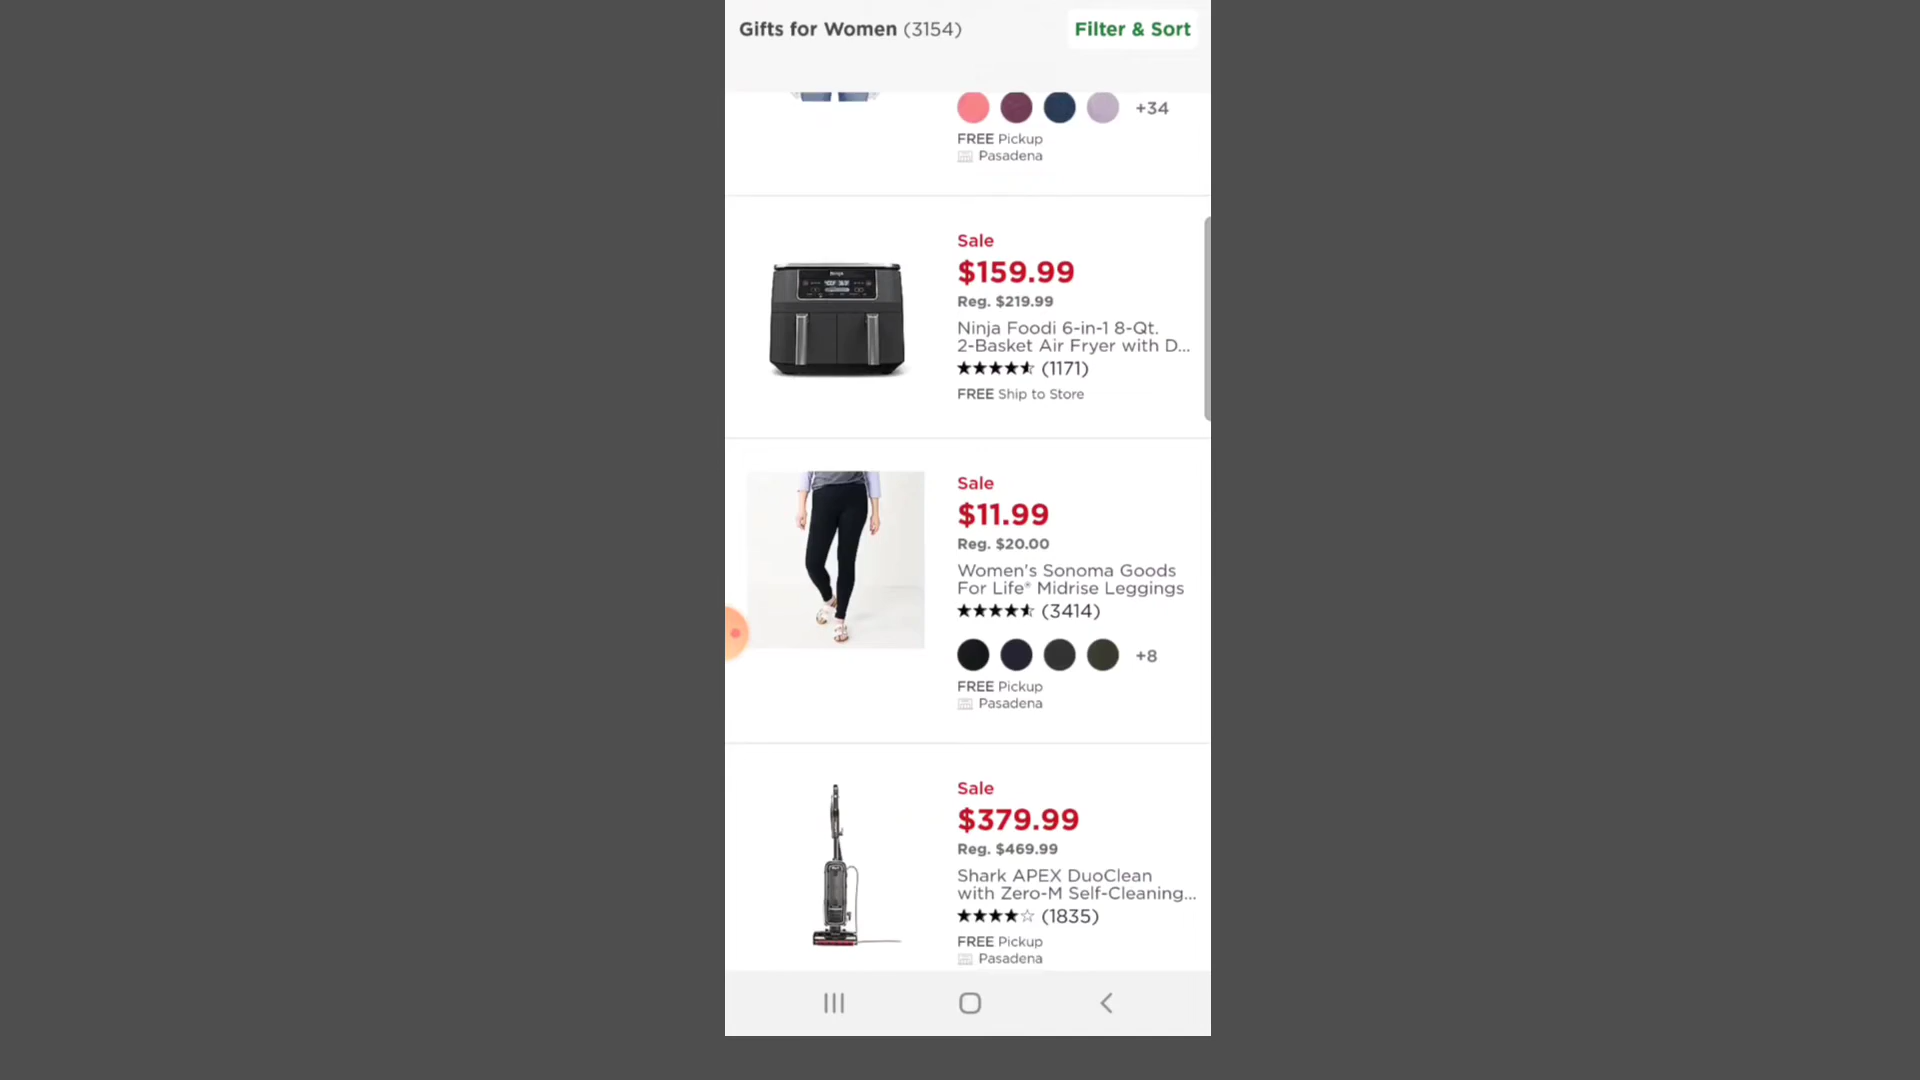 Gifts for Women (3154)
Filter & Sort
+34
FREE Pickup
Pasadena
Sale
$159.99
Reg. $219.99
Ninja Foodi 6-in-1 8-Qt.
2-Basket Air Fryer with D...
(1171)
FREE Ship to Store
Sale
$11.99
Reg. $20.00
Women's Sonoma Goods
For Life® Midrise Leggings
(3414)
+8
FREE Pickup
Pasadena
Sale
$379.99
Reg. $469.99
Shark APEX DuoClean
with Zero-M Self-Cleaning...
(1835)
FREE Pickup
Pasadena